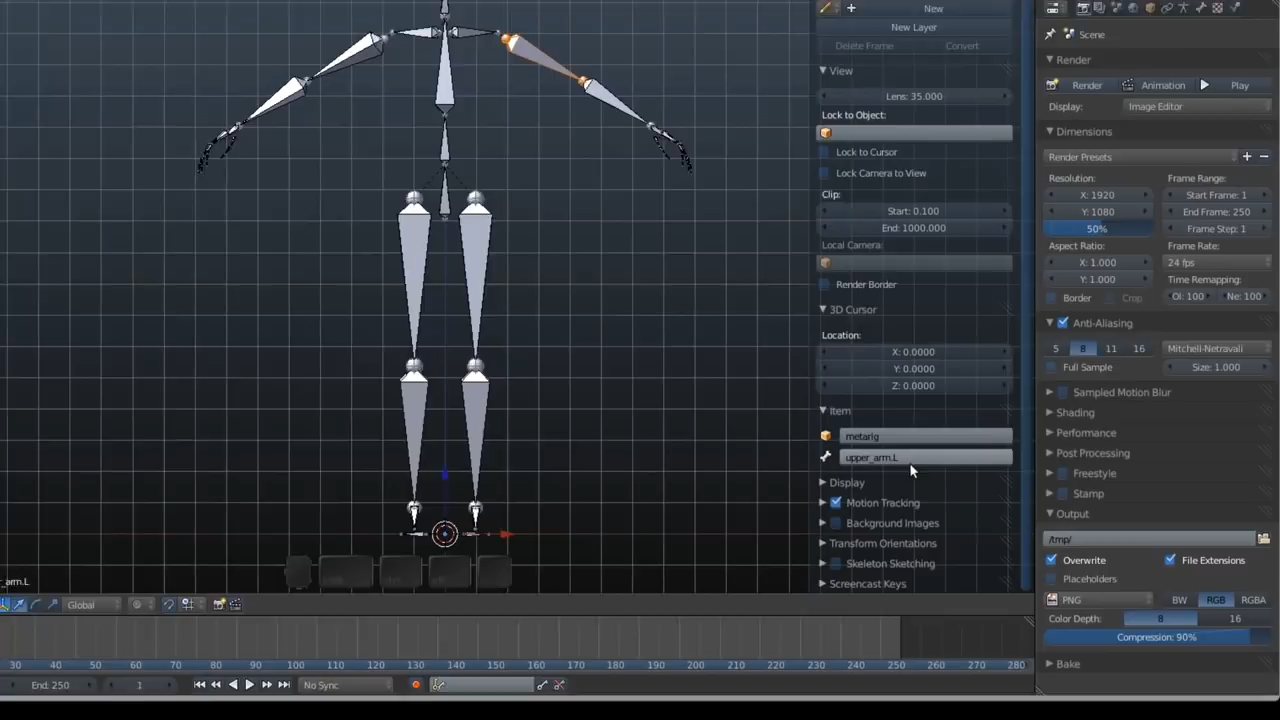 New
New Layer
Delete Frame
Convert
View
Lens: 35.000
Lock to Object:
Lock to Cursor
Lock Camera to View
Clip:
Start: 0.100
End: 1000.000
Local Camera:
Render Border
3D Cursor
Location:
X: 0.0000
Y: 0.0000
Z: 0.0000
Item
metarig
upper_arm.L
Display
Motion Tracking
Background Images
Transform Orientations
Skeleton Sketching
Screencast Keys
Scene
Render
Render
Animation
Play
Display:
Image Editor
Dimensions
Render Presets
Resolution:
Frame Range:
X: 1920
Start Frame: 1
Y: 1080
End Frame: 250
50%
Frame Step: 1
Aspect Ratio:
Frame Rate:
X: 1.000
24 fps
Y: 1.000
Time Remapping:
Border
Crop
Ol: 100
Ne: 100
Anti-Aliasing
5
8
11
16
Mitchell-Netravali
Full Sample
Size: 1.000
Sampled Motion Blur
Shading
Performance
Post Processing
Freestyle
Stamp
Output
/tmp/
Overwrite
File Extensions
Placeholders
PNG
BW
RGB
RGBA
Color Depth:
8
16
Compression: 90%
Bake
er_arm.L
Global
30 40 50 60 70 80 90 100 110 120 130 140 150 160 170 180 190 200 210 220 230 240 250 260 270 280
End: 250
1
No Sync